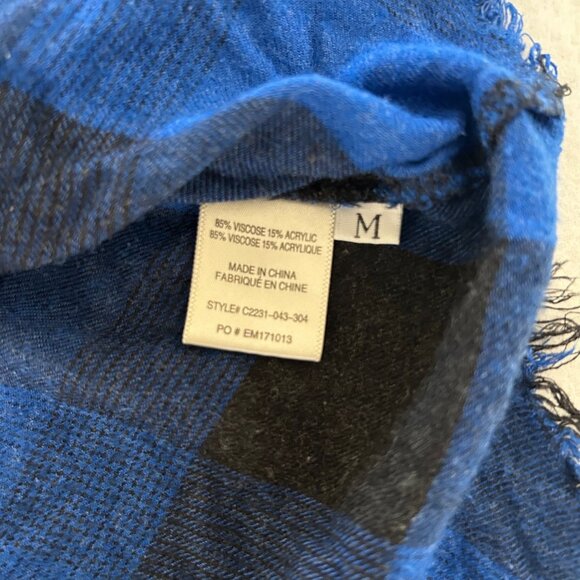 85% VISCOSE 15% ACRYLIC
85% VISCOSE 15% ACRYLIQUE
MADE IN CHINA
FABRIQUÉ EN CHINE
STYLE# C2231-043-304
PO # EM171013
M